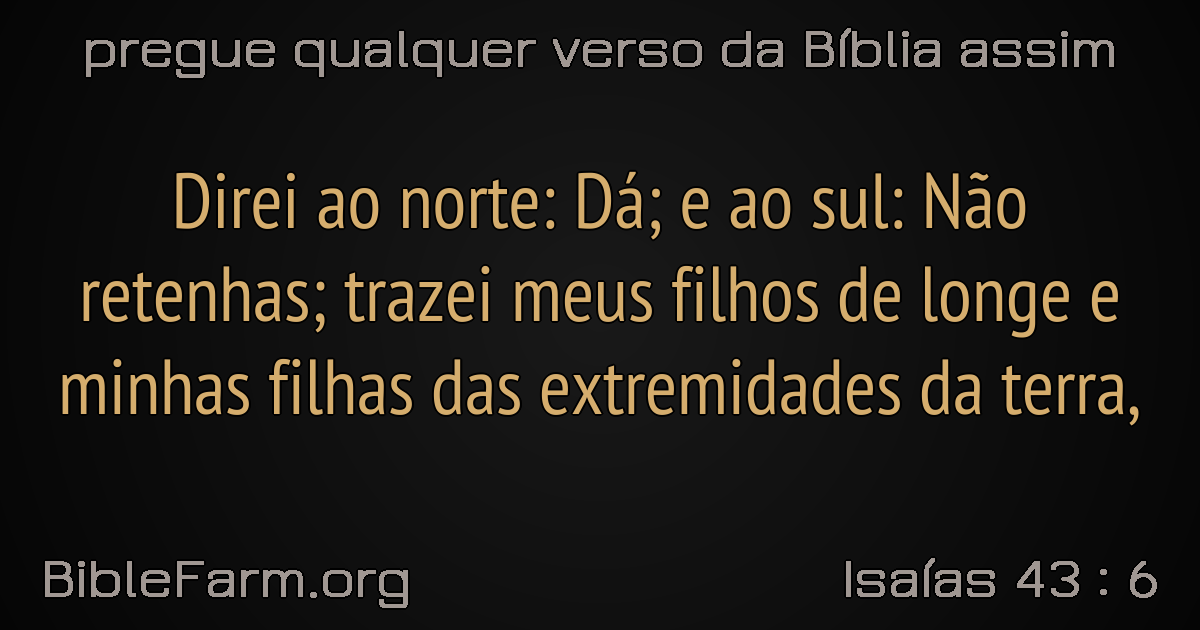 pregue qualquer verso da Bíblia assim
Direi ao norte: Dá; e ao sul: Não
retenhas; trazei meus filhos de longe e
minhas filhas das extremidades da terra,
BibleFarm.org
Isaías 43 : 6